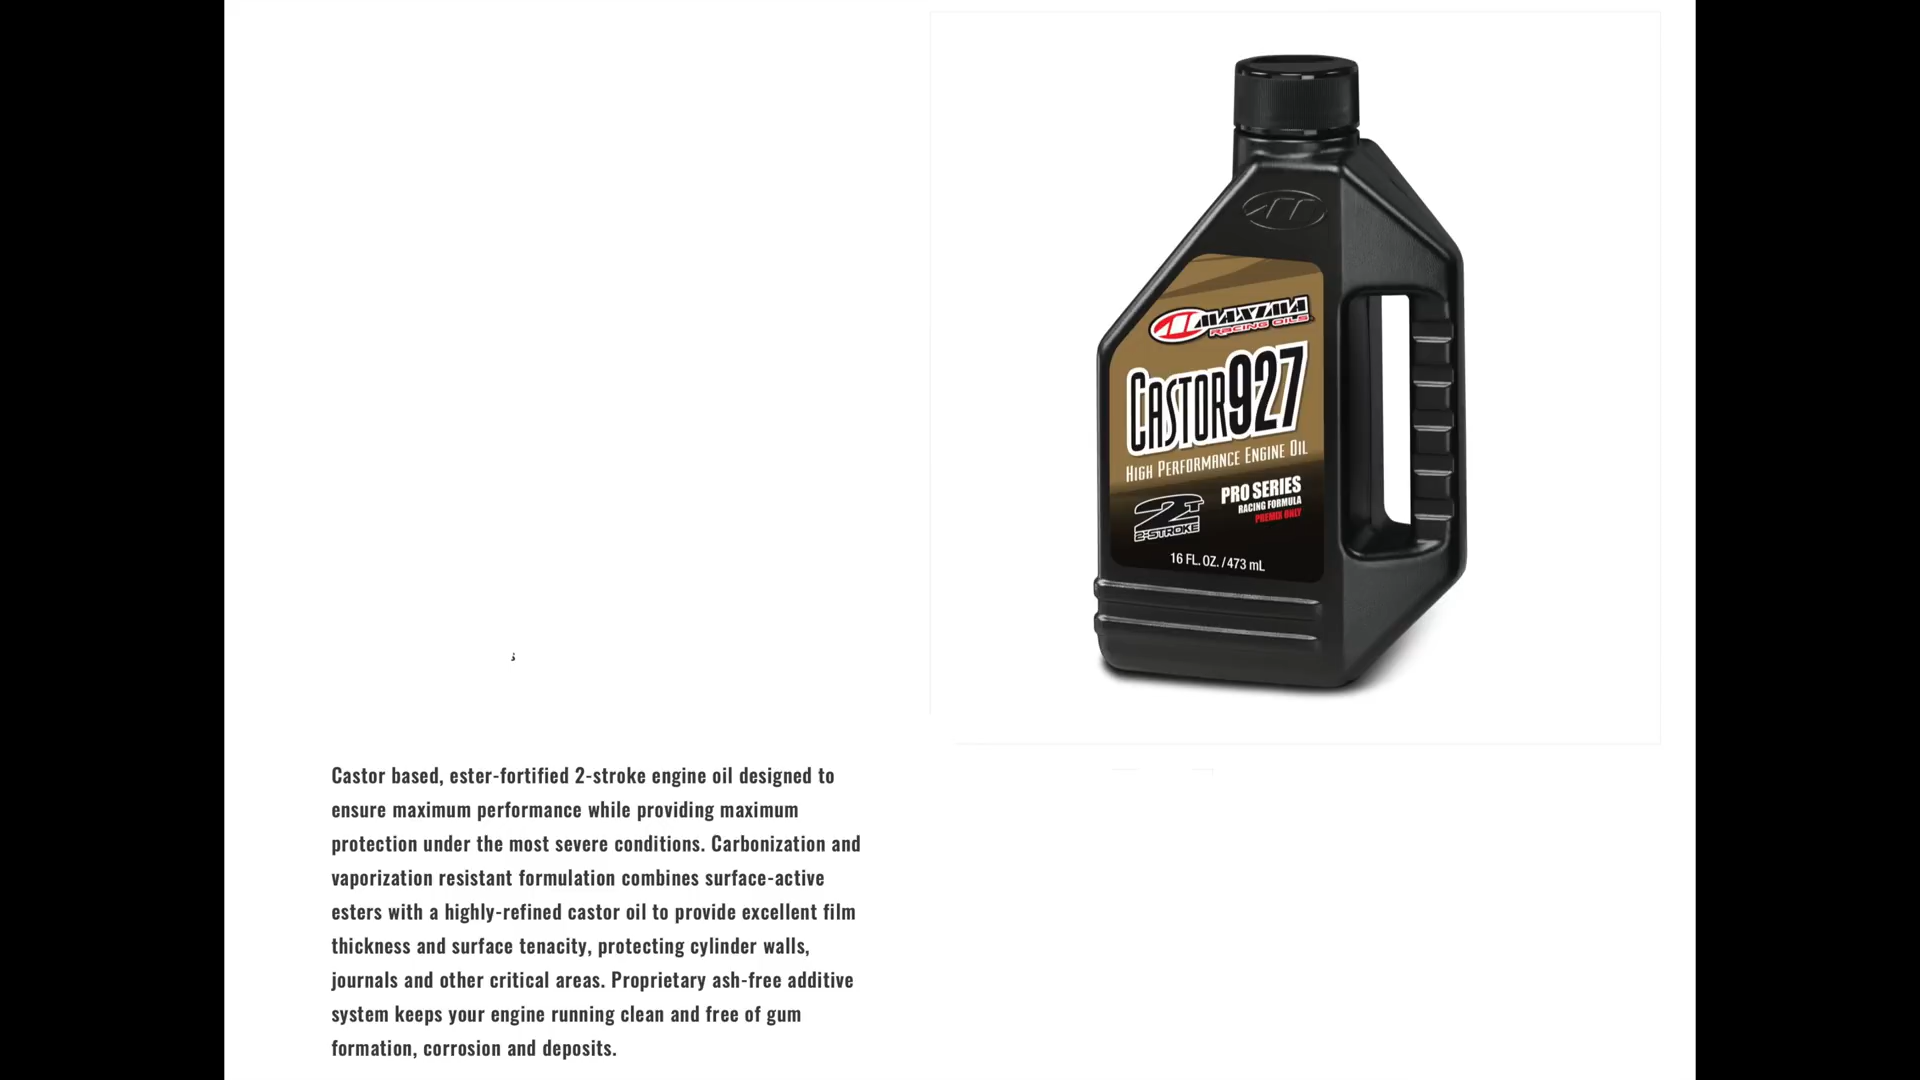 MAXIMA
RACING OILS
CASTOR927
HIGH PERFORMANCE ENGINE OIL
2T
2-STROKE
PRO SERIES
RACING FORMULA
PREMIX ONLY
16 FL. OZ. / 473 mL
Castor based, ester-fortified 2-stroke engine oil designed to
ensure maximum performance while providing maximum
protection under the most severe conditions. Carbonization and
vaporization resistant formulation combines surface-active
esters with a highly-refined castor oil to provide excellent film
thickness and surface tenacity, protecting cylinder walls,
journals and other critical areas. Proprietary ash-free additive
system keeps your engine running clean and free of gum
formation, corrosion and deposits.